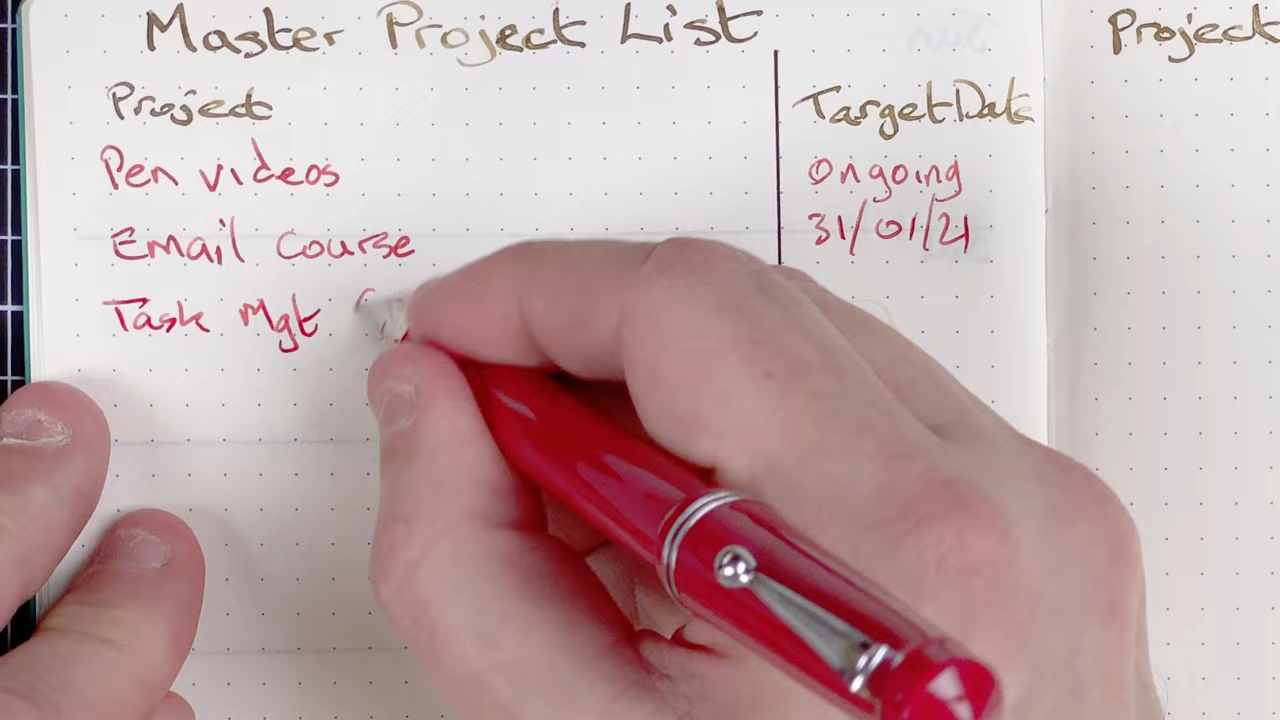 Master Project List
Project
Project Target Date
Pen videos Ongoing
Email Course 31/01/21
Task Mgt